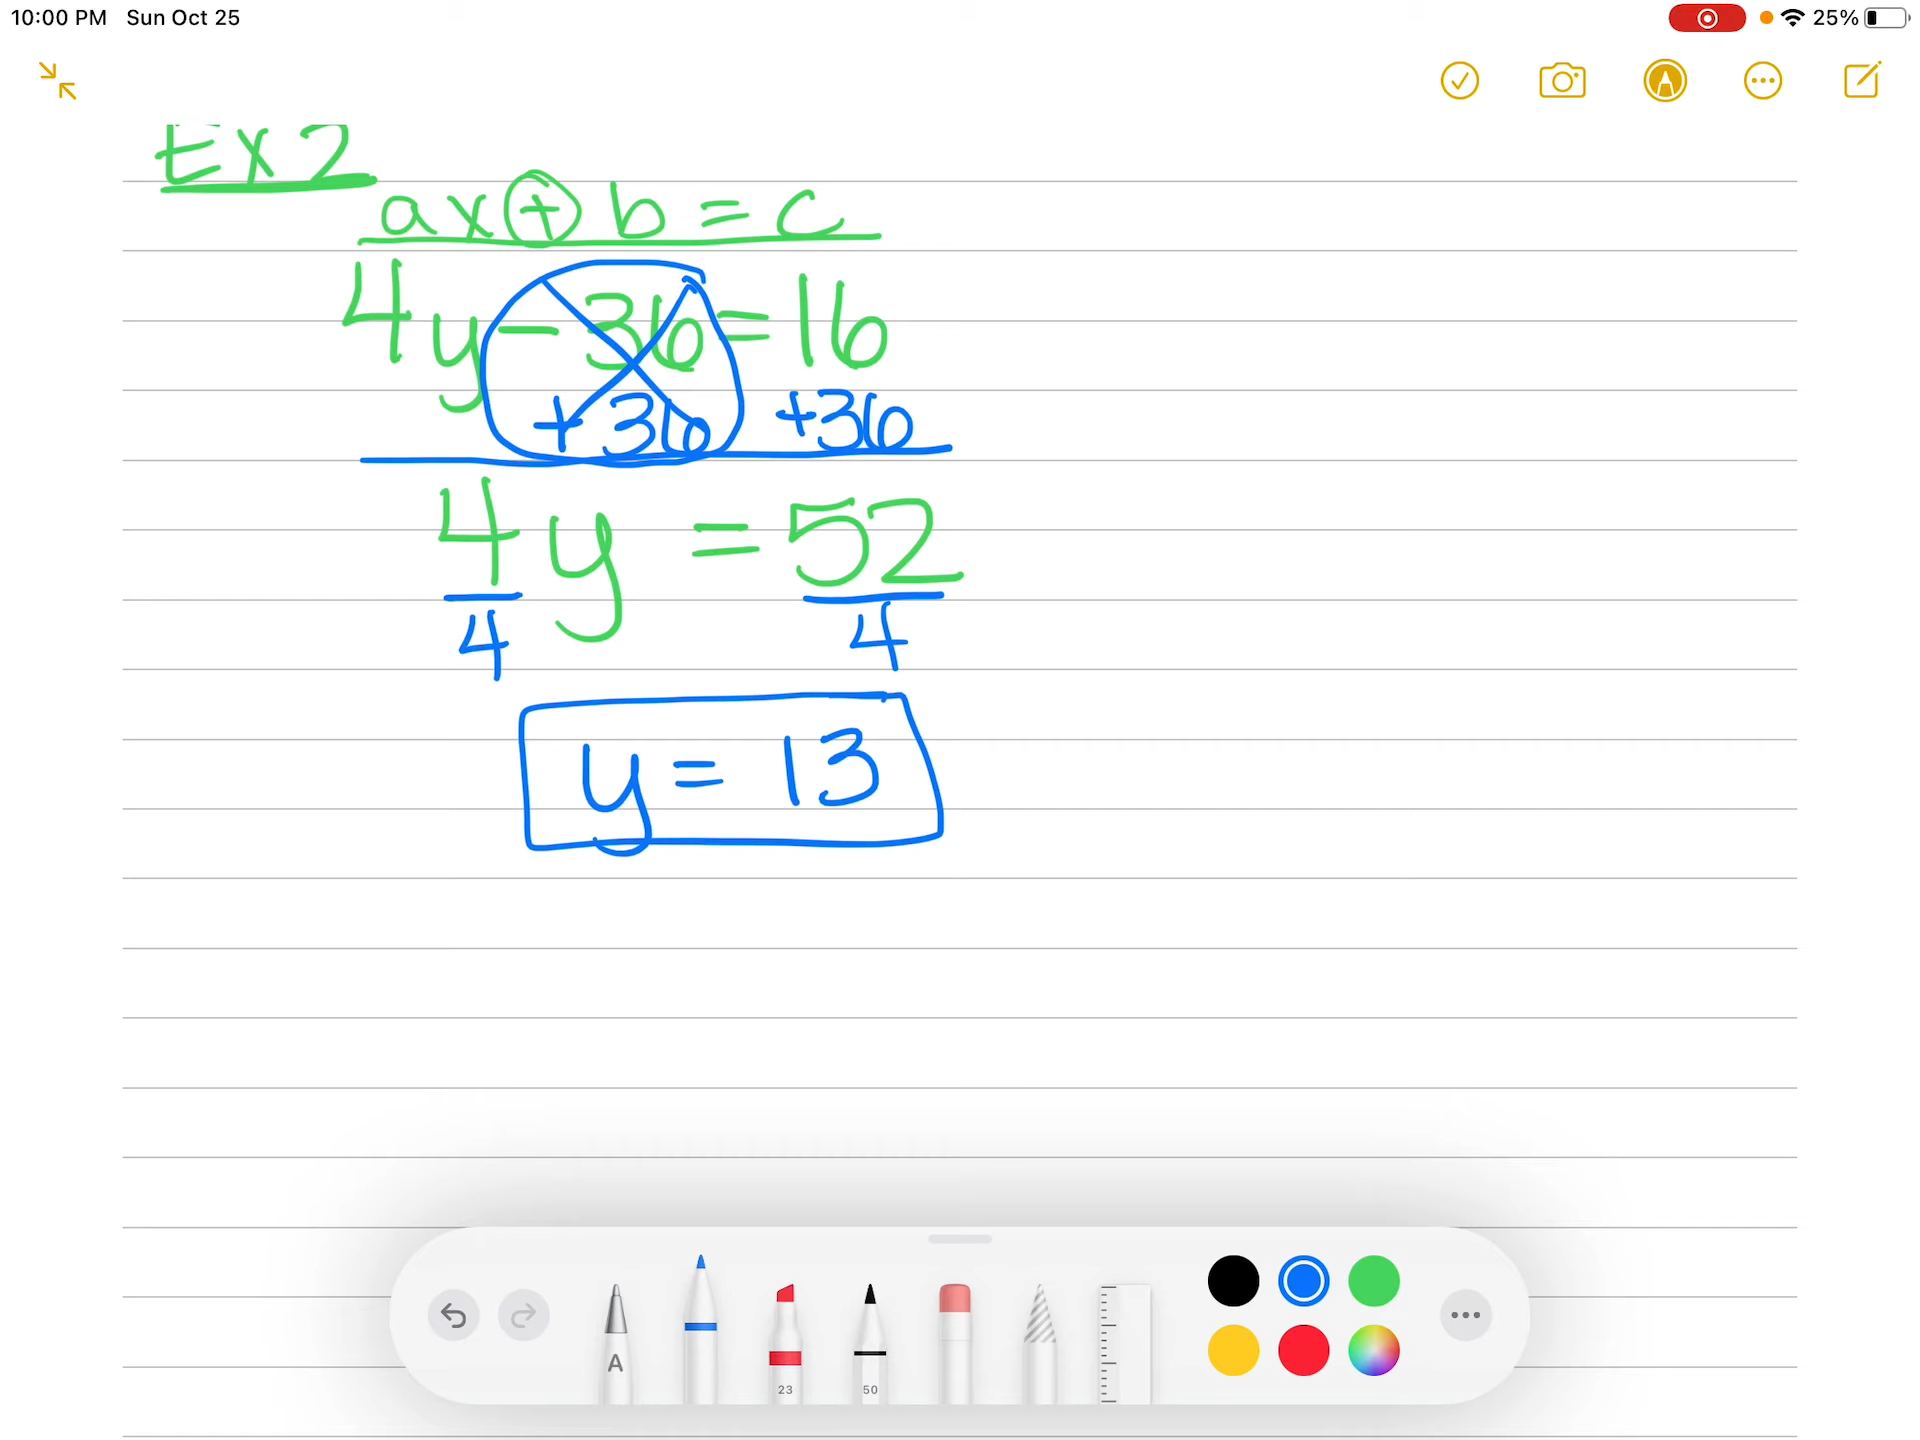 10:00 PM Sun Oct 25 25%
Ex 2
ax + b = c
4y - 36 = 16
+36 +36
4y = 52
4 4
y = 13
A 23 50